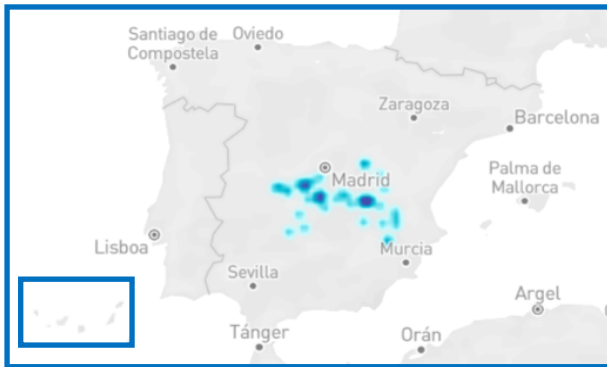 Santiago de
Compostela
Oviedo
Zaragoza
Barcelona
Madrid
Palma de
Mallorca
Lisboa
Murcia
Sevilla
Argel
Tánger
Orán